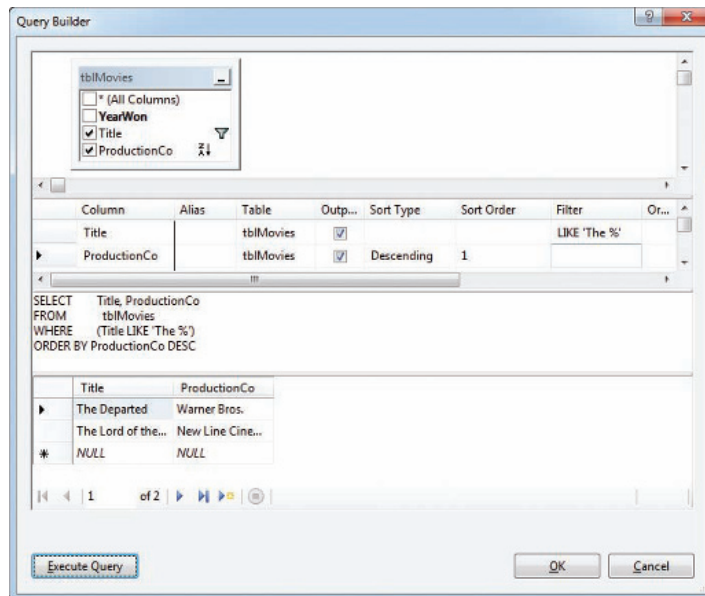 Query Builder
tblMovies
* (All Columns)
YearWon
Title
ProductionCo
Column Alias Table Outp... Sort Type Sort Order Filter Or...
Title tblMovies LIKE 'The %'
ProductionCo tblMovies Descending 1
SELECT Title, ProductionCo
FROM tblMovies
WHERE (Title LIKE 'The %')
ORDER BY ProductionCo DESC
Title ProductionCo
The Departed Warner Bros.
The Lord of the... New Line Cine...
NULL NULL
1 of 2
Execute Query OK Cancel